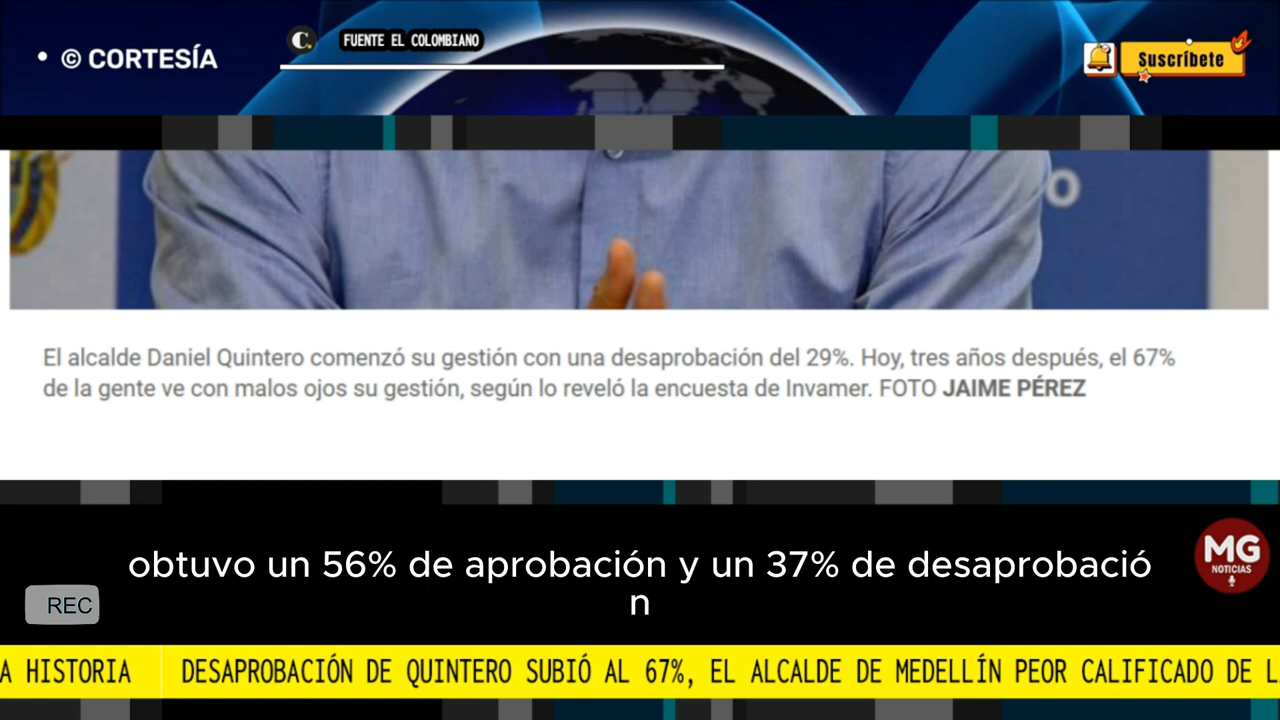 • © CORTESÍA
C.
FUENTE EL COLOMBIANO
Suscríbete
O
El alcalde Daniel Quintero comenzó su gestión con una desaprobación del 29%. Hoy, tres años después, el 67%
de la gente ve con malos ojos su gestión, según lo reveló la encuesta de Invamer. FOTO JAIME PÉREZ
obtuvo un 56% de aprobación y un 37% de desaprobació
n
MG
NOTICIAS
REC
A HISTORIA
DESAPROBACIÓN DE QUINTERO SUBIÓ AL 67%, EL ALCALDE DE MEDELLÍN PEOR CALIFICADO DE L